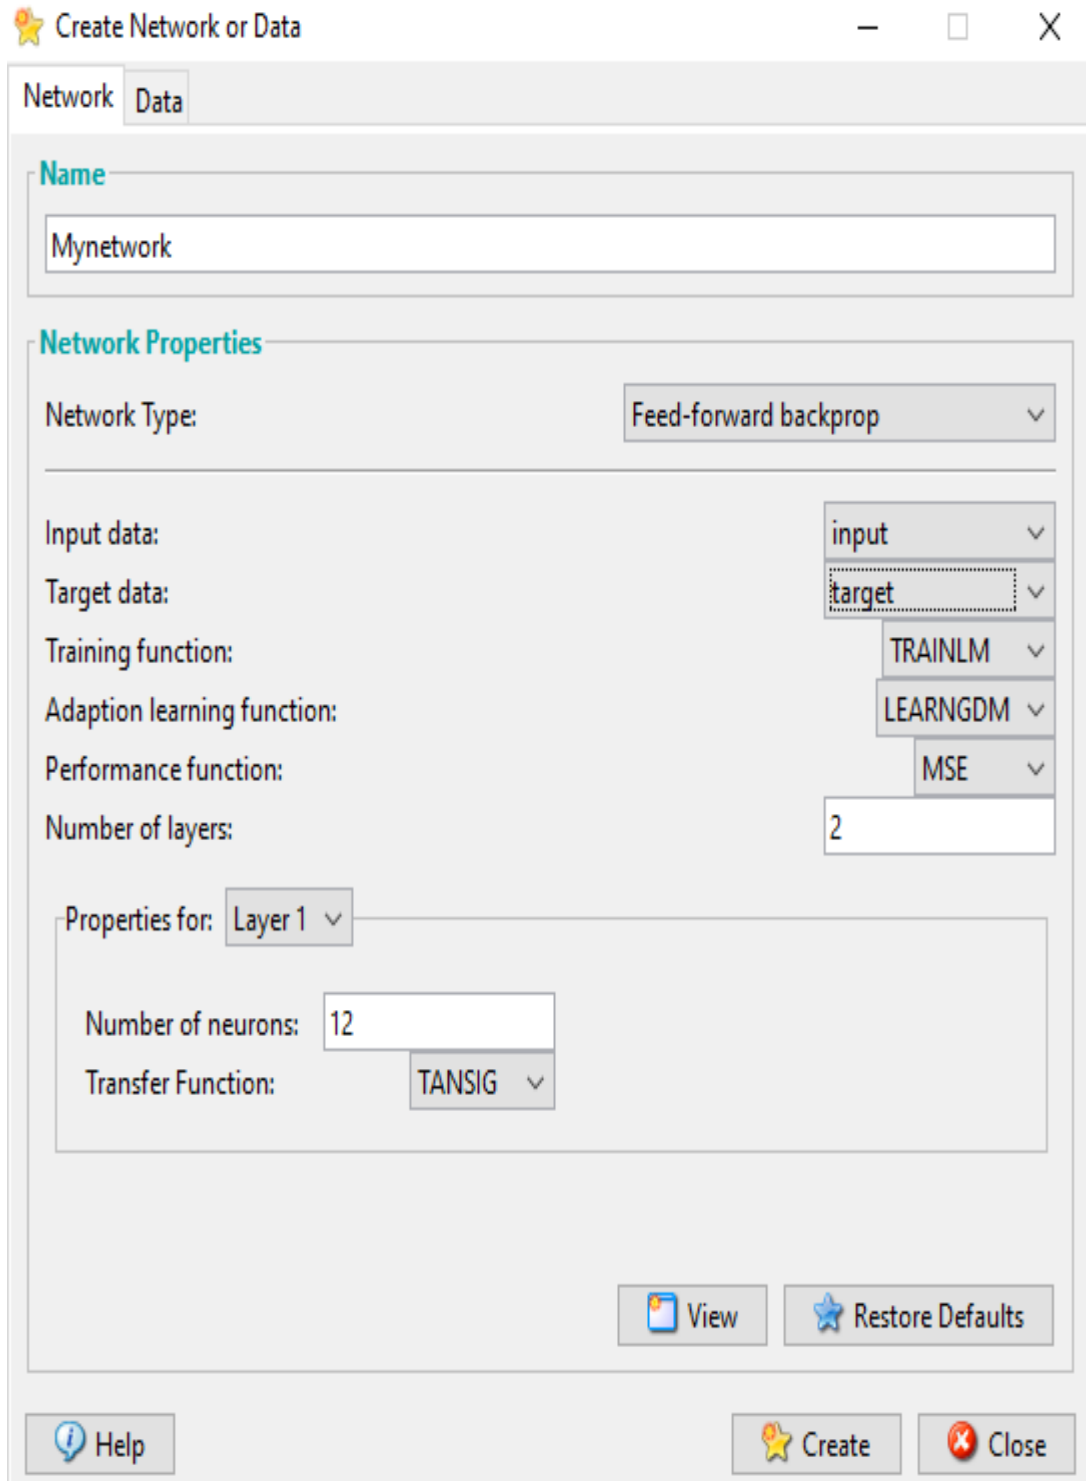 Create Network or Data
Network Data
Name
Mynetwork
Network Properties
Network Type: Feed-forward backprop
Input data: input
Target data: target
Training function: TRAINLM
Adaption learning function: LEARNGDM
Performance function: MSE
Number of layers: 2
Properties for: Layer 1
Number of neurons: 12
Transfer Function: TANSIG
View Restore Defaults
Help Create Close